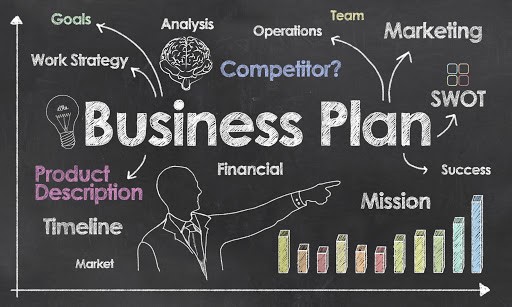 Goals
Analysis
Team
Operations
Marketing
Work Strategy
Competitor?
SWOT
Business Plan
Product
Description
Financial
Success
Mission
Timeline
Market